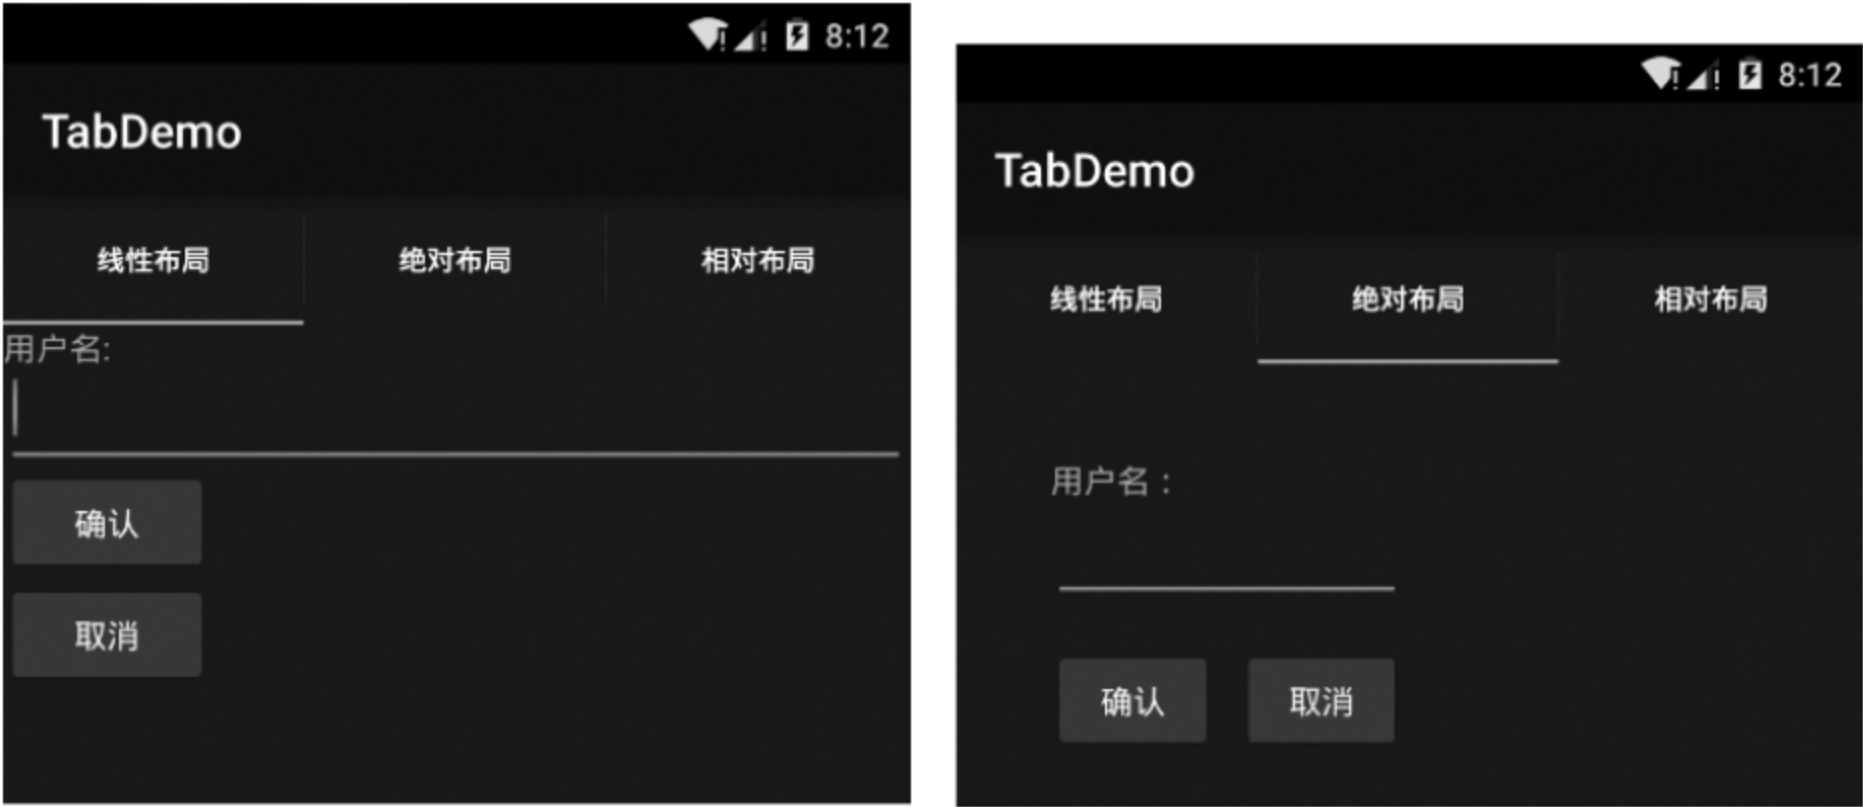 8:12
TabDemo
线性布局 绝对布局 相对布局
用户名:
确认
取消
8:12
TabDemo
线性布局 绝对布局 相对布局
用户名：
确认 取消